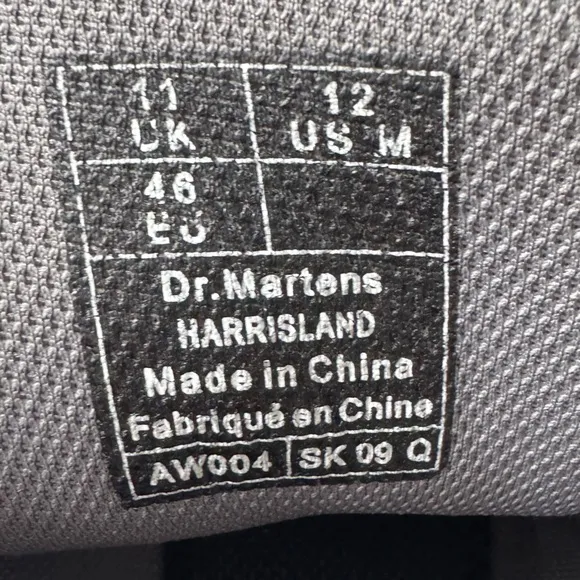 11 UK
12 US M
46 EU
Dr.Martens
HARRISLAND
Made in China
Fabriqué en Chine
AW004 SK 09 Q